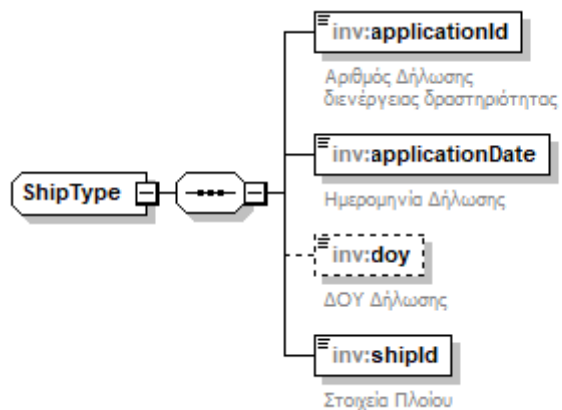 inv:applicationId
Αριθμός Δήλωσης
διενέργειας δραστηριότητας
inv:applicationDate
Ημερομηνία Δήλωσης
ShipType
inv:doy
ΔΟΥ Δήλωσης
inv:shipId
Στοιχεία Πλοίου